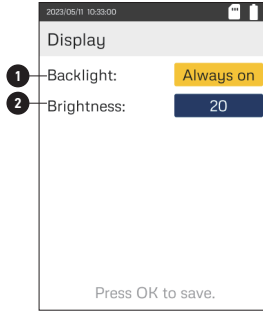 2023/05/11 10:33:00
Display
1 Backlight: Always on
2 Brightness: 20
Press OK to save.